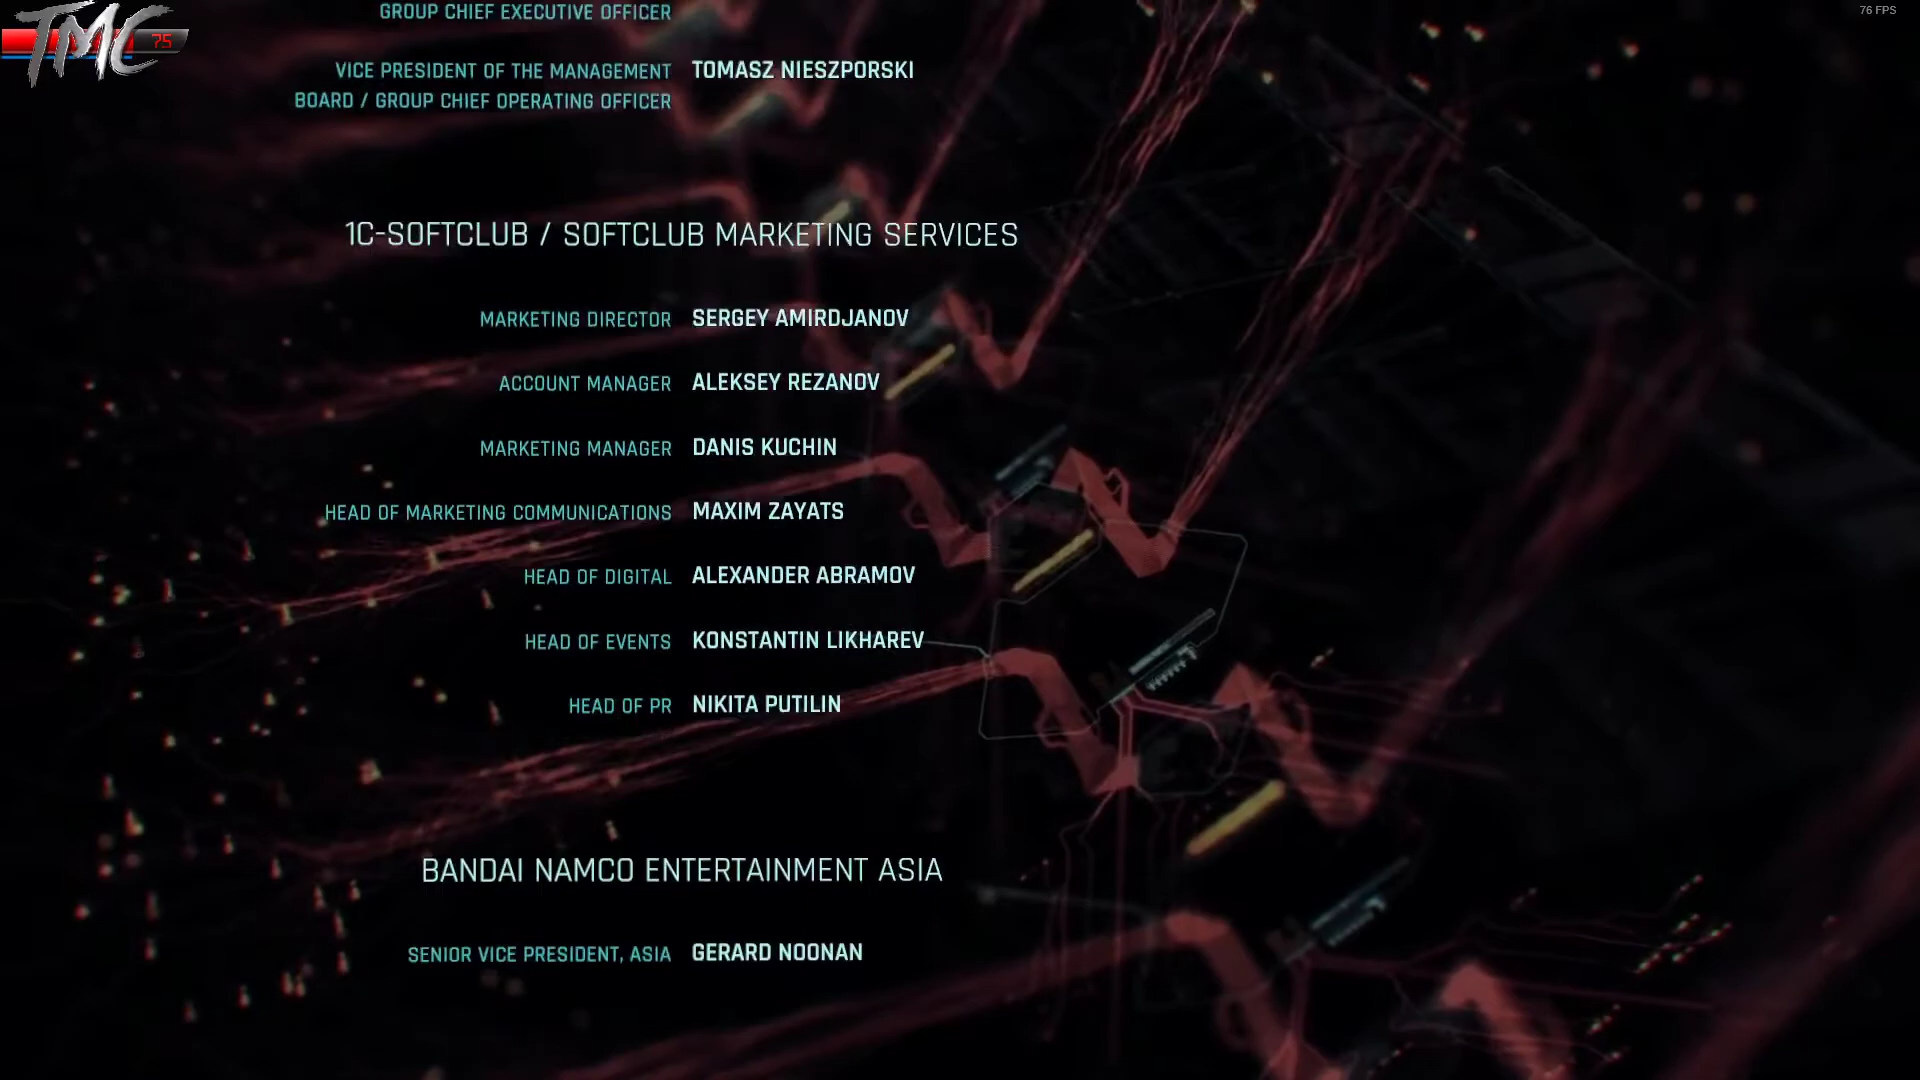 GROUP CHIEF EXECUTIVE OFFICER
76 FPS
TMC
75
VICE PRESIDENT OF THE MANAGEMENT TOMASZ NIESZPORSKI
BOARD / GROUP CHIEF OPERATING OFFICER
1C-SOFTCLUB / SOFTCLUB MARKETING SERVICES
MARKETING DIRECTOR SERGEY AMIRDJANOV
ACCOUNT MANAGER ALEKSEY REZANOV
MARKETING MANAGER DANIS KUCHIN
HEAD OF MARKETING COMMUNICATIONS MAXIM ZAYATS
HEAD OF DIGITAL ALEXANDER ABRAMOV
HEAD OF EVENTS KONSTANTIN LIKHAREV
HEAD OF PR NIKITA PUTILIN
BANDAI NAMCO ENTERTAINMENT ASIA
SENIOR VICE PRESIDENT, ASIA GERARD NOONAN